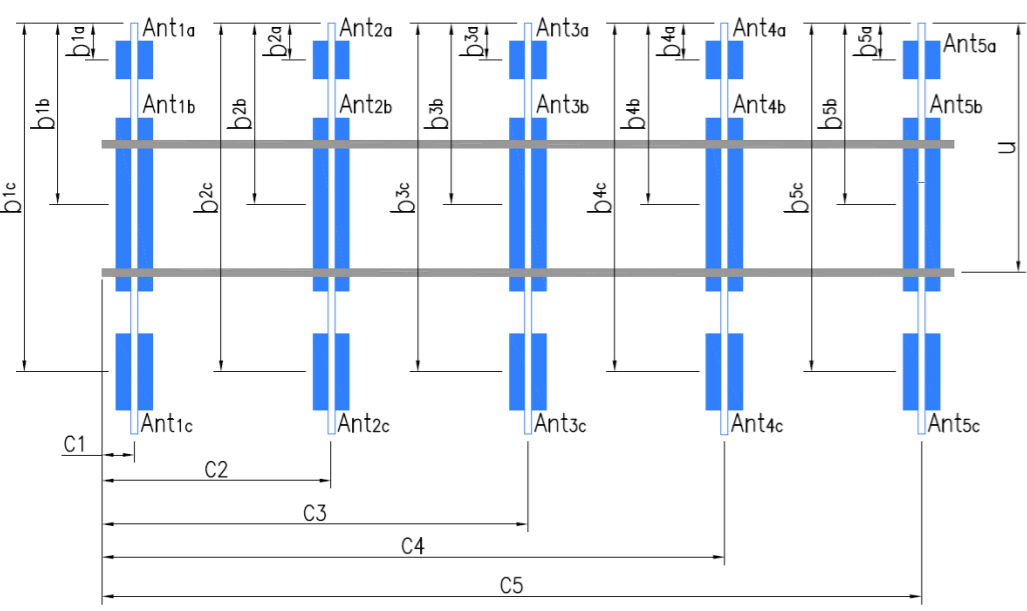 b1a
Ant1a
b2a
Ant2a
b3a
Ant3a
b4a
Ant4a
b5a
Ant5a
b1b
Ant1b
b2b
Ant2b
b3b
Ant3b
b4b
Ant4b
b5b
Ant5b
u
b1c
b2c
b3c
b4c
b5c
Ant1c
Ant2c
Ant3c
Ant4c
Ant5c
C1
C2
C3
C4
C5